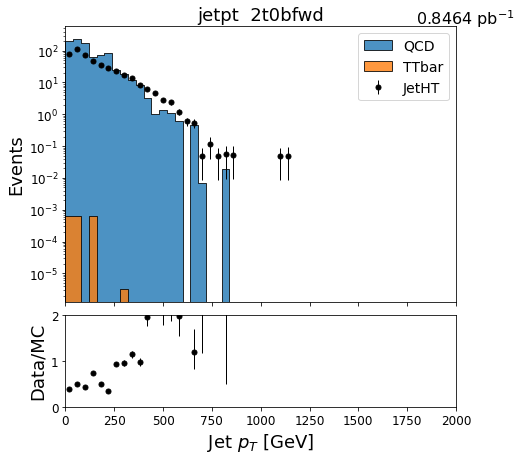 jetpt  2t0bfwd
0.8464 pb⁻¹
QCD
TTbar
JetHT
Events
10²
10¹
10⁰
10⁻¹
10⁻²
10⁻³
10⁻⁴
10⁻⁵
Data/MC
2
1
0
0 250 500 750 1000 1250 1500 1750 2000
Jet p_T [GeV]